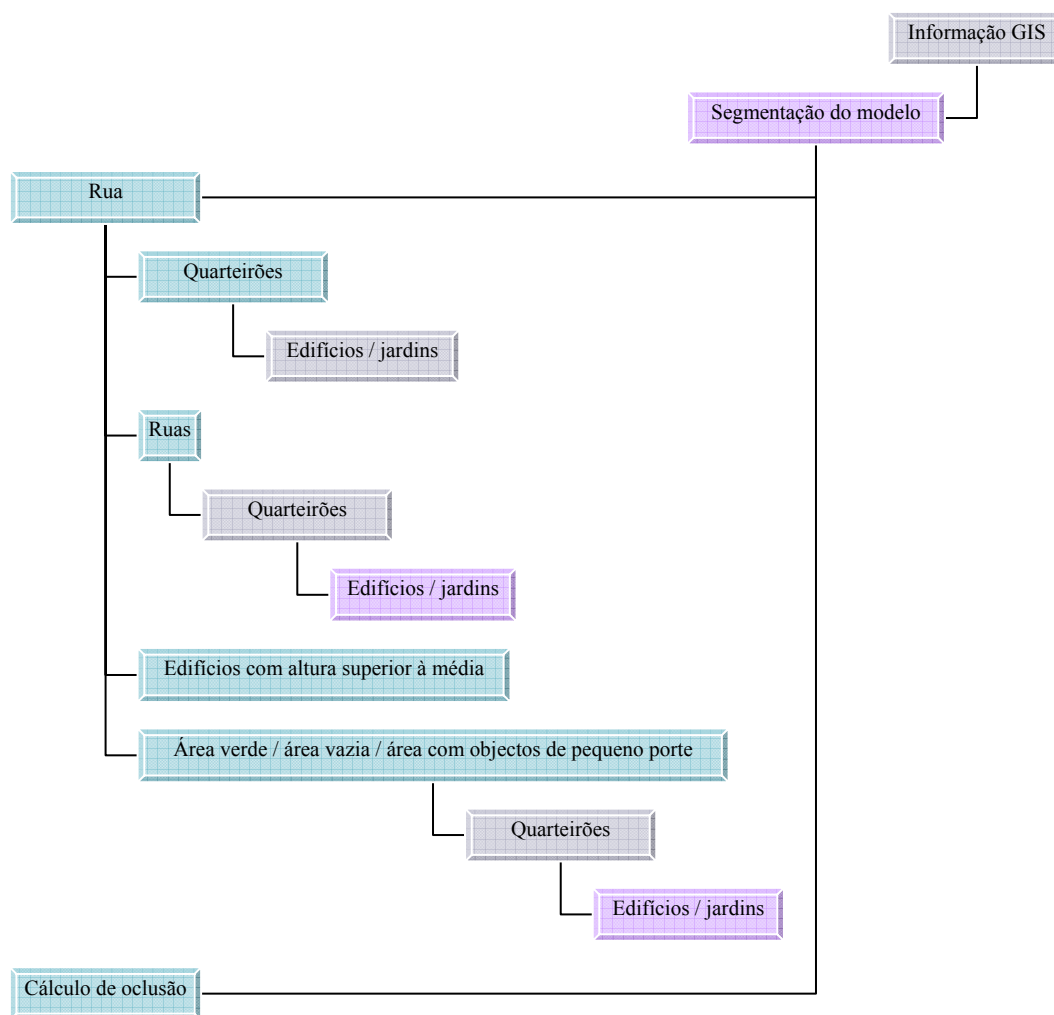 Informação GIS
Segmentação do modelo
Rua
Quarteirões
Edifícios / jardins
Ruas
Quarteirões
Edifícios / jardins
Edifícios com altura superior à média
Área verde / área vazia / área com objectos de pequeno porte
Quarteirões
Edifícios / jardins
Cálculo de oclusão